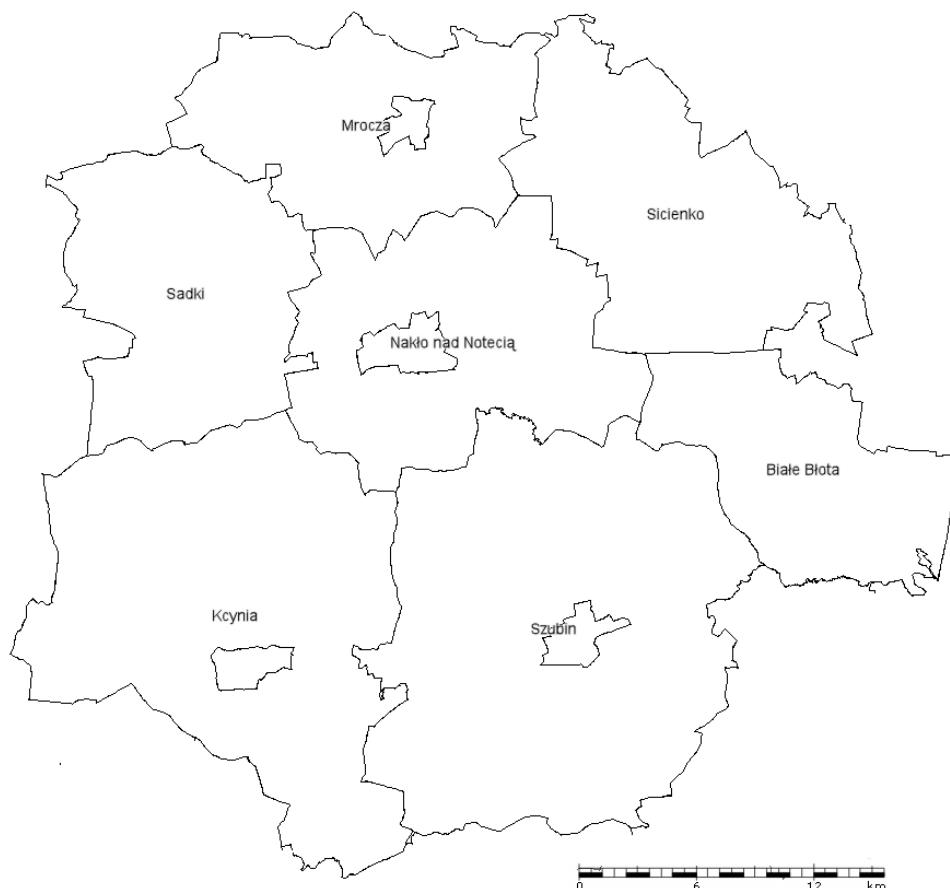 Mrocza
Sicienko
Sadki
Nakło nad Notecią
Białe Błota
Kcynia
Szubin
0 6 12 km